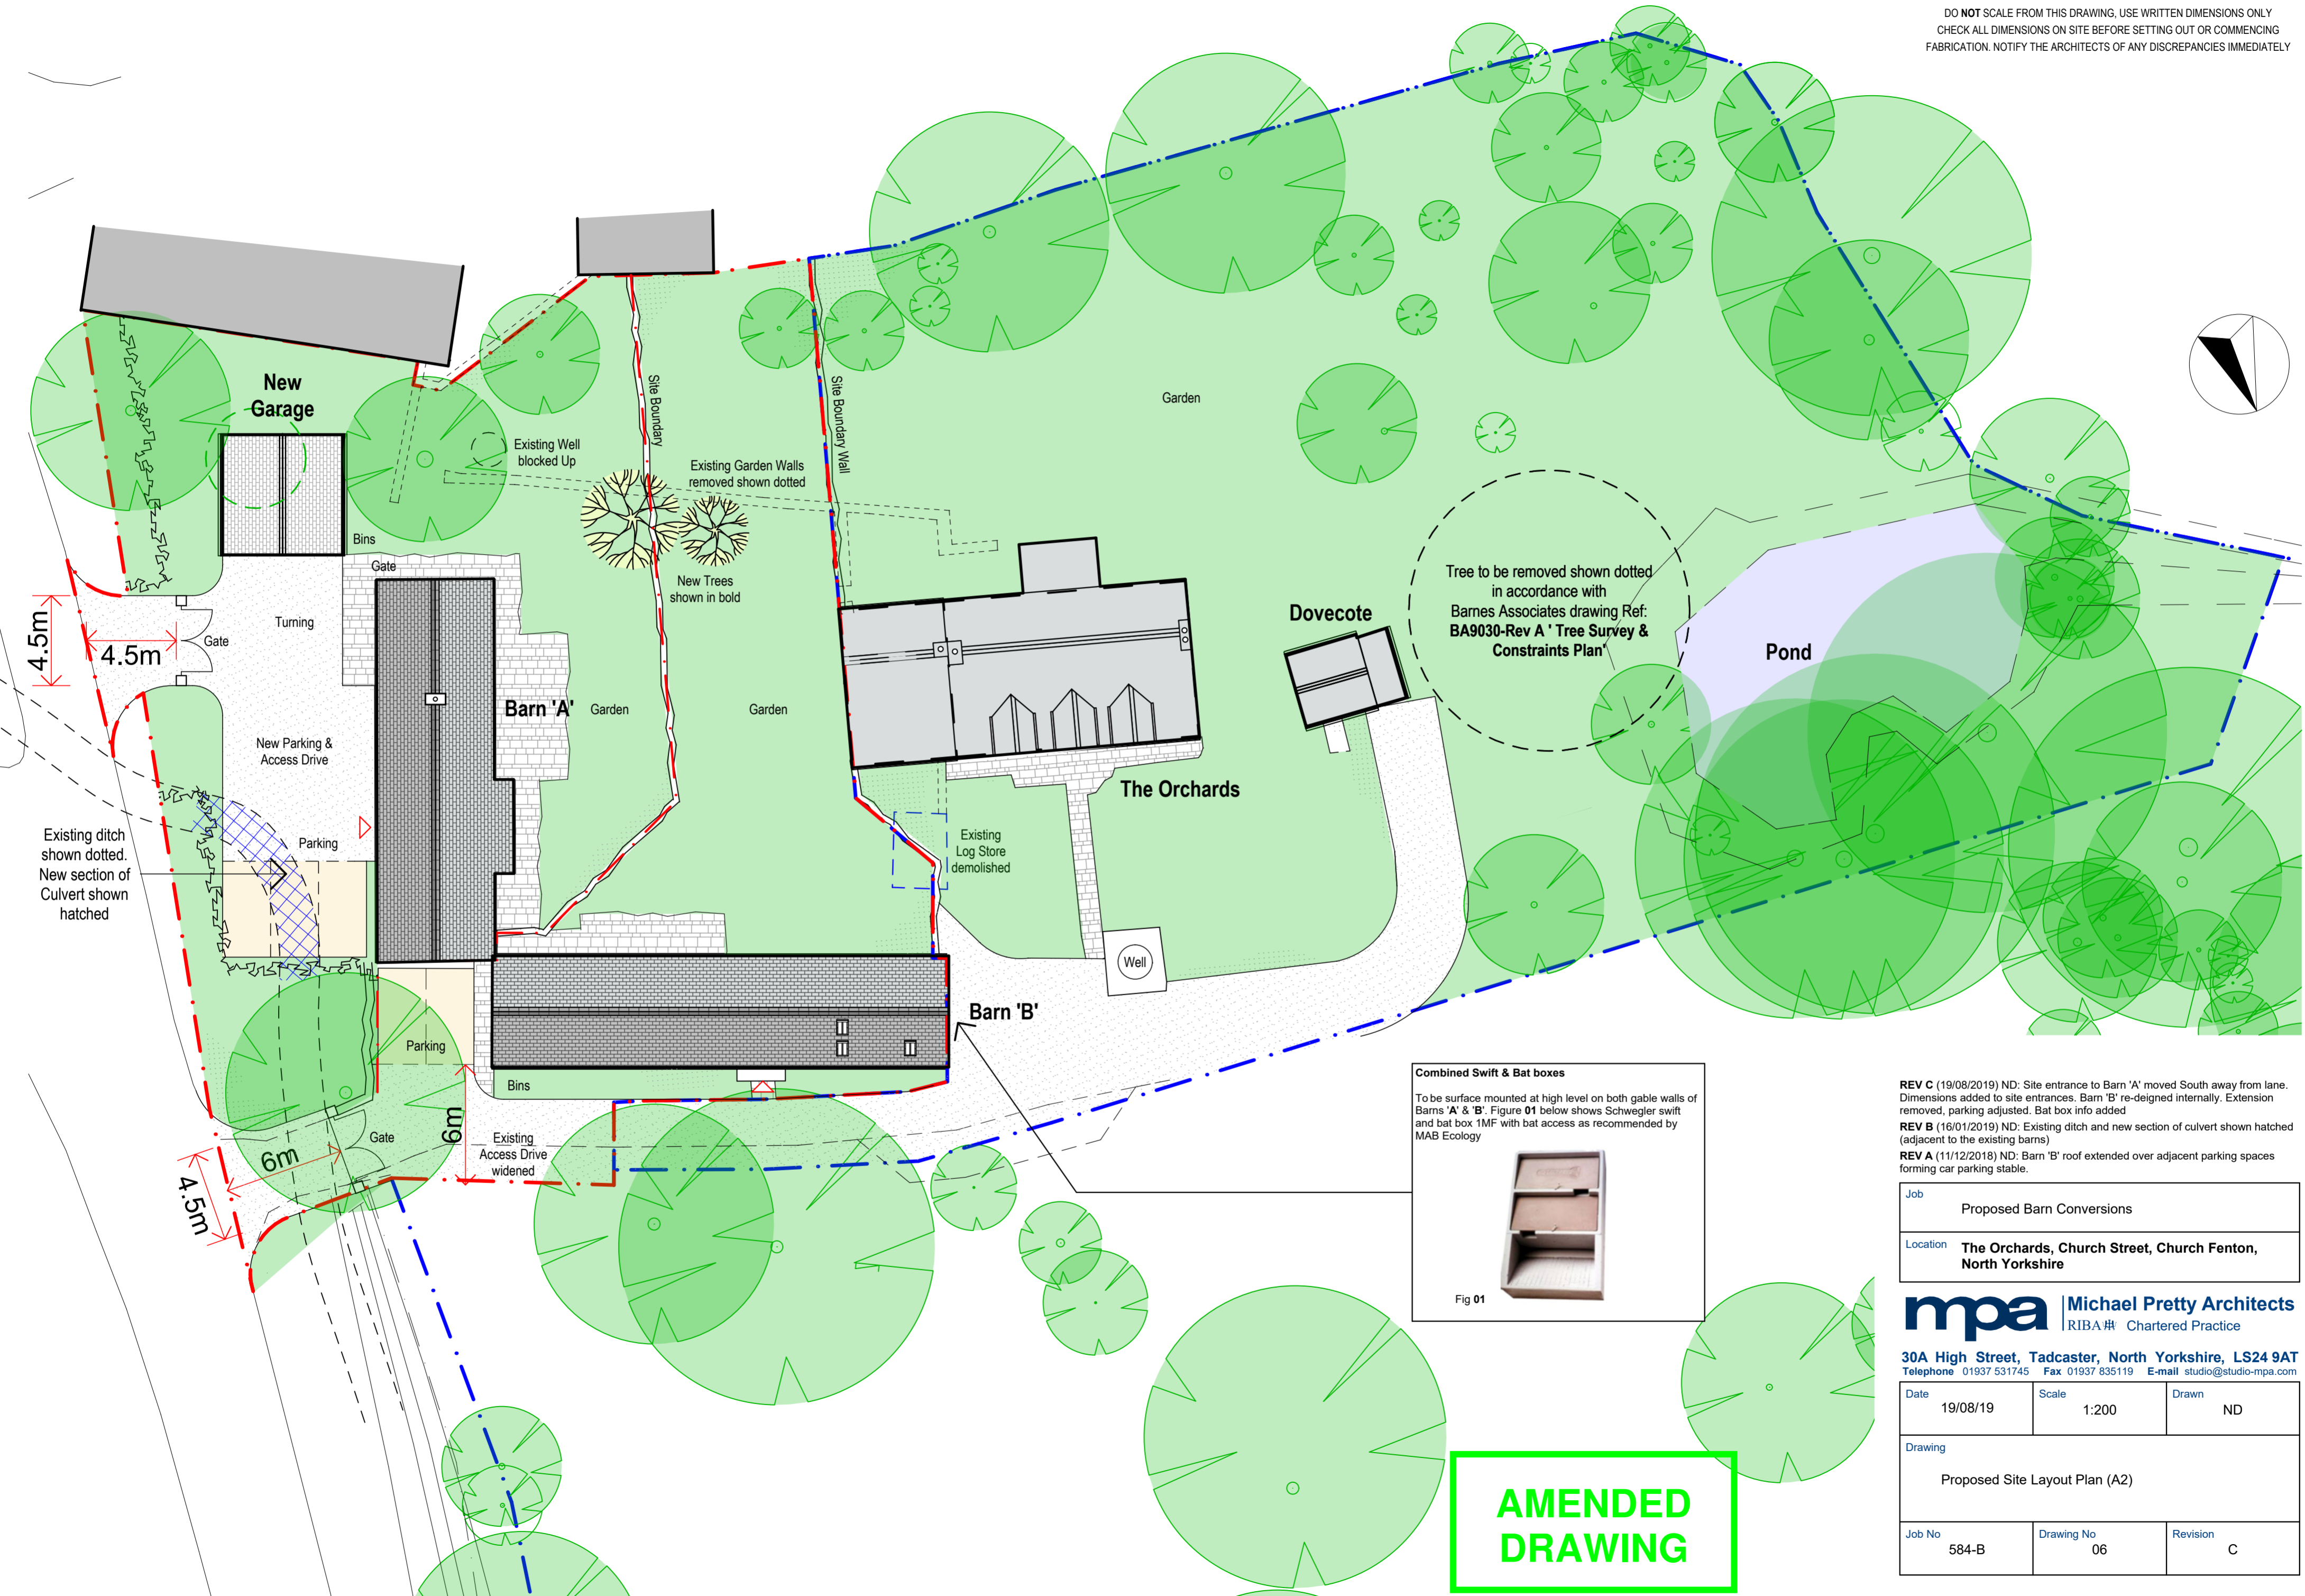 DO NOT SCALE FROM THIS DRAWING, USE WRITTEN DIMENSIONS ONLY
CHECK ALL DIMENSIONS ON SITE BEFORE SETTING OUT OR COMMENCING
FABRICATION. NOTIFY THE ARCHITECTS OF ANY DISCREPANCIES IMMEDIATELY
New
Garage
Existing Well
blocked Up
Site Boundary
Existing Garden Walls
removed shown dotted
Site Boundary Wall
Garden
Bins
Gate
New Trees
shown in bold
Turning
Gate
4.5m
4.5m
Barn 'A'
Garden
Garden
New Parking &
Access Drive
Parking
Existing ditch
shown dotted.
New section of
Culvert shown
hatched
Dovecote
Tree to be removed shown dotted
in accordance with
Barnes Associates drawing Ref:
BA9030-Rev A ' Tree Survey &
Constraints Plan'
Pond
The Orchards
Existing
Log Store
demolished
Well
Barn 'B'
Parking
Bins
Gate
6m
6m
4.5m
Existing
Access Drive
widened
Combined Swift & Bat boxes
To be surface mounted at high level on both gable walls of
Barns 'A' & 'B'. Figure 01 below shows Schwegler swift
and bat box 1MF with bat access as recommended by
MAB Ecology
Fig 01
REV C (19/08/2019) ND: Site entrance to Barn 'A' moved South away from lane.
Dimensions added to site entrances. Barn 'B' re-deigned internally. Extension
removed, parking adjusted. Bat box info added
REV B (16/01/2019) ND: Existing ditch and new section of culvert shown hatched
(adjacent to the existing barns)
REV A (11/12/2018) ND: Barn 'B' roof extended over adjacent parking spaces
forming car parking stable.
Job
Proposed Barn Conversions
Location The Orchards, Church Street, Church Fenton,
North Yorkshire
mpa Michael Pretty Architects
RIBA Chartered Practice
30A High Street, Tadcaster, North Yorkshire, LS24 9AT
Telephone 01937 531745 Fax 01937 835119 E-mail studio@studio-mpa.com
Date Scale Drawn
19/08/19 1:200 ND
Drawing
Proposed Site Layout Plan (A2)
Job No Drawing No Revision
584-B 06 C
AMENDED
DRAWING